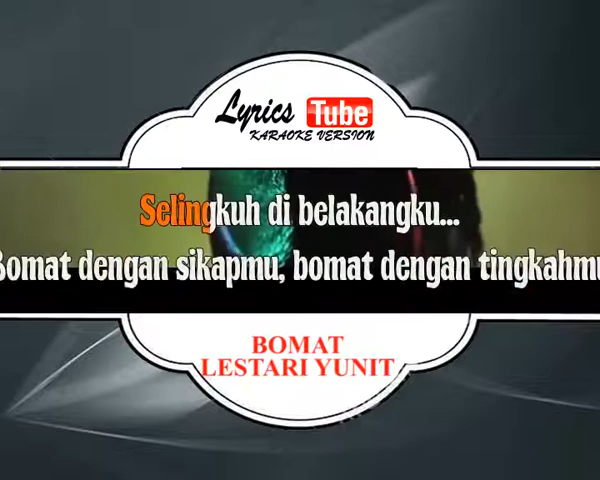 Lyrics Tube
KARAOKE VERSION
Selingkuh di belakangku...
Bomat dengan sikapmu, bomat dengan tingkahmu
BOMAT
LESTARI YUNIT